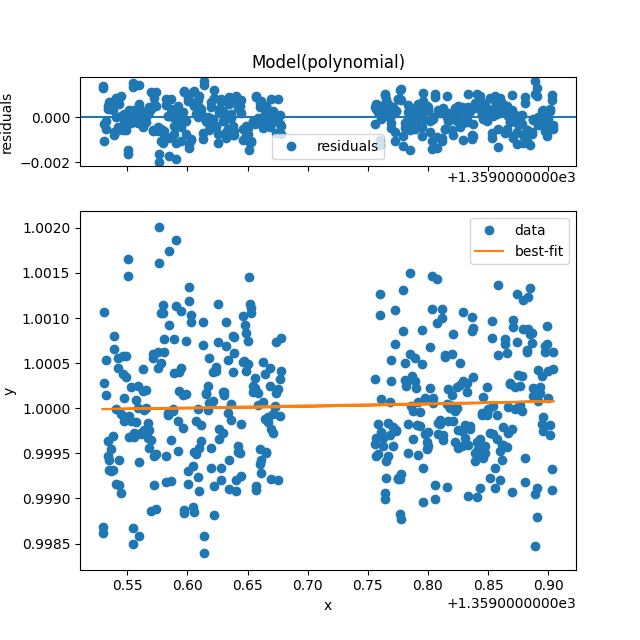 Model(polynomial)
residuals
0.000
−0.002
residuals
+1.3590000000e3
y
1.0020
1.0015
1.0010
1.0005
1.0000
0.9995
0.9990
0.9985
data
best-fit
0.55 0.60 0.65 0.70 0.75 0.80 0.85 0.90
x
+1.3590000000e3